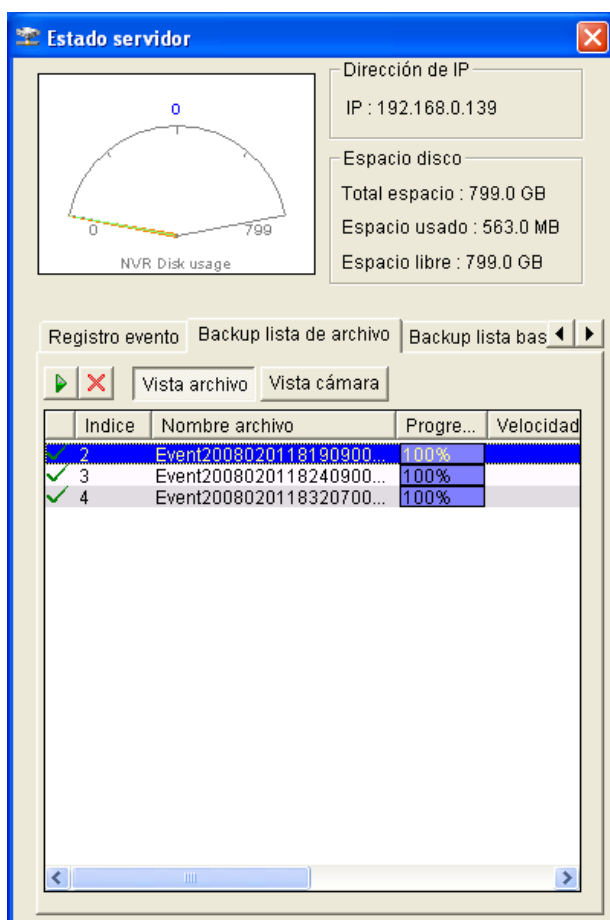 Estado servidor
0
0
799
NVR Disk usage
Dirección de IP
IP : 192.168.0.139
Espacio disco
Total espacio : 799.0 GB
Espacio usado : 563.0 MB
Espacio libre : 799.0 GB
Registro evento Backup lista de archivo Backup lista bas
Vista archivo Vista cámara
Indice Nombre archivo Progre... Velocidad
2 Event2008020118190900... 100%
3 Event2008020118240900... 100%
4 Event2008020118320700... 100%